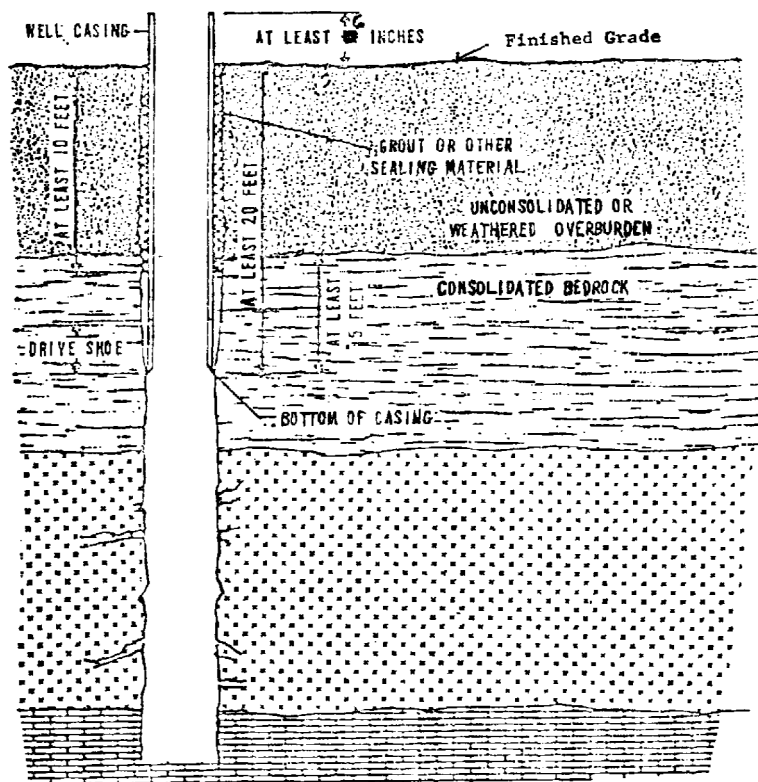 WELL CASING
6
AT LEAST INCHES
Finished Grade
AT LEAST 10 FEET
GROUT OR OTHER
SEALING MATERIAL
AT LEAST 20 FEET
UNCONSOLIDATED OR
WEATHERED OVERBURDEN
CONSOLIDATED BEDROCK
AT LEAST
5 FEET
DRIVE SHOE
BOTTOM OF CASING